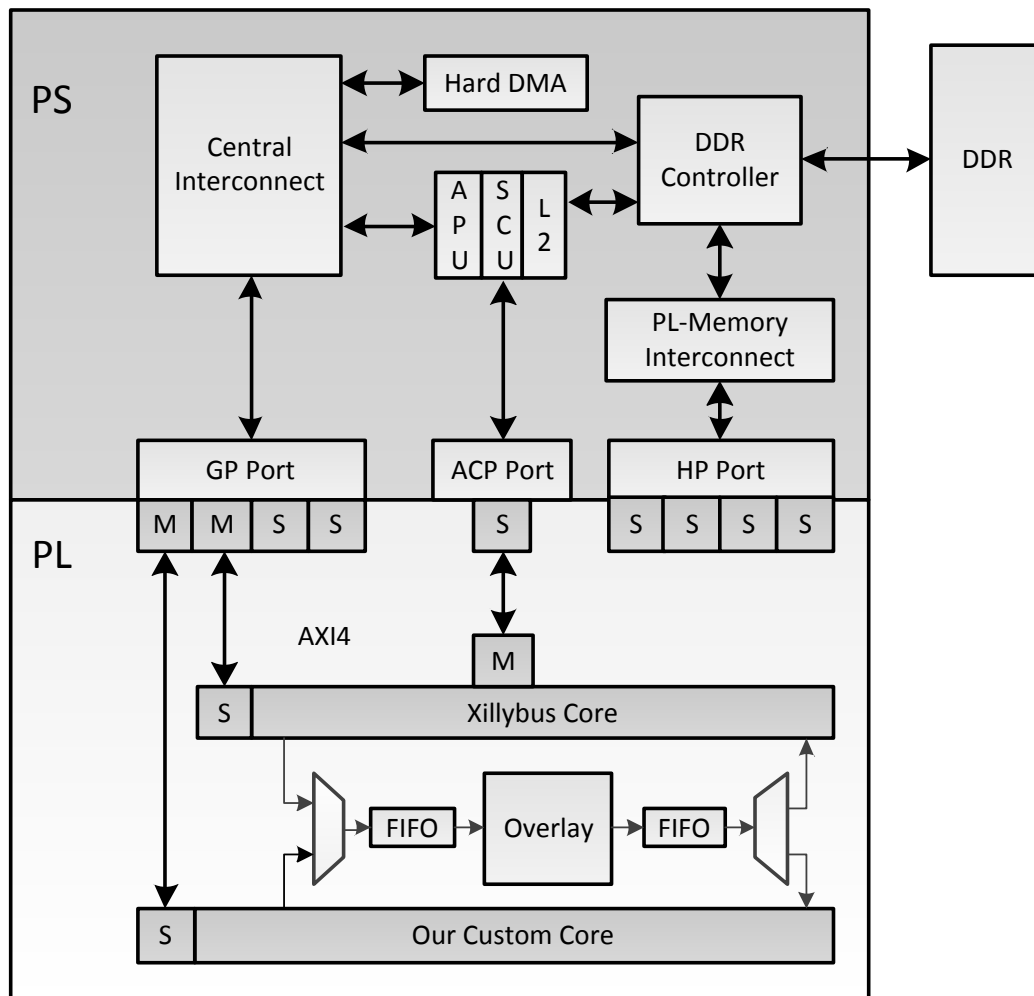 PS
Central
Interconnect
Hard DMA
DDR
Controller
DDR
A
P
U
S
C
U
L
2
PL-Memory
Interconnect
GP Port
ACP Port
HP Port
M M S S
S
S S S S
PL
AXI4
M
S
Xillybus Core
FIFO
Overlay
FIFO
S
Our Custom Core